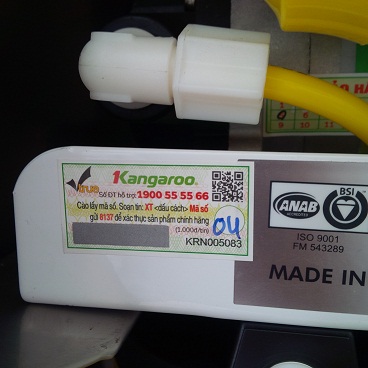 vtrue
Kangaroo
Số ĐT hỗ trợ: 1900 55 55 66
Cào lấy mã số. Soạn tin: XT <dấu cách> Mã số
gửi 8137 để xác thực sản phẩm chính hãng
(1.000đ/tin)
04
KRN005083
ANAB
ACCREDITED
BSI
ISO 9001
FM 543289
MADE IN